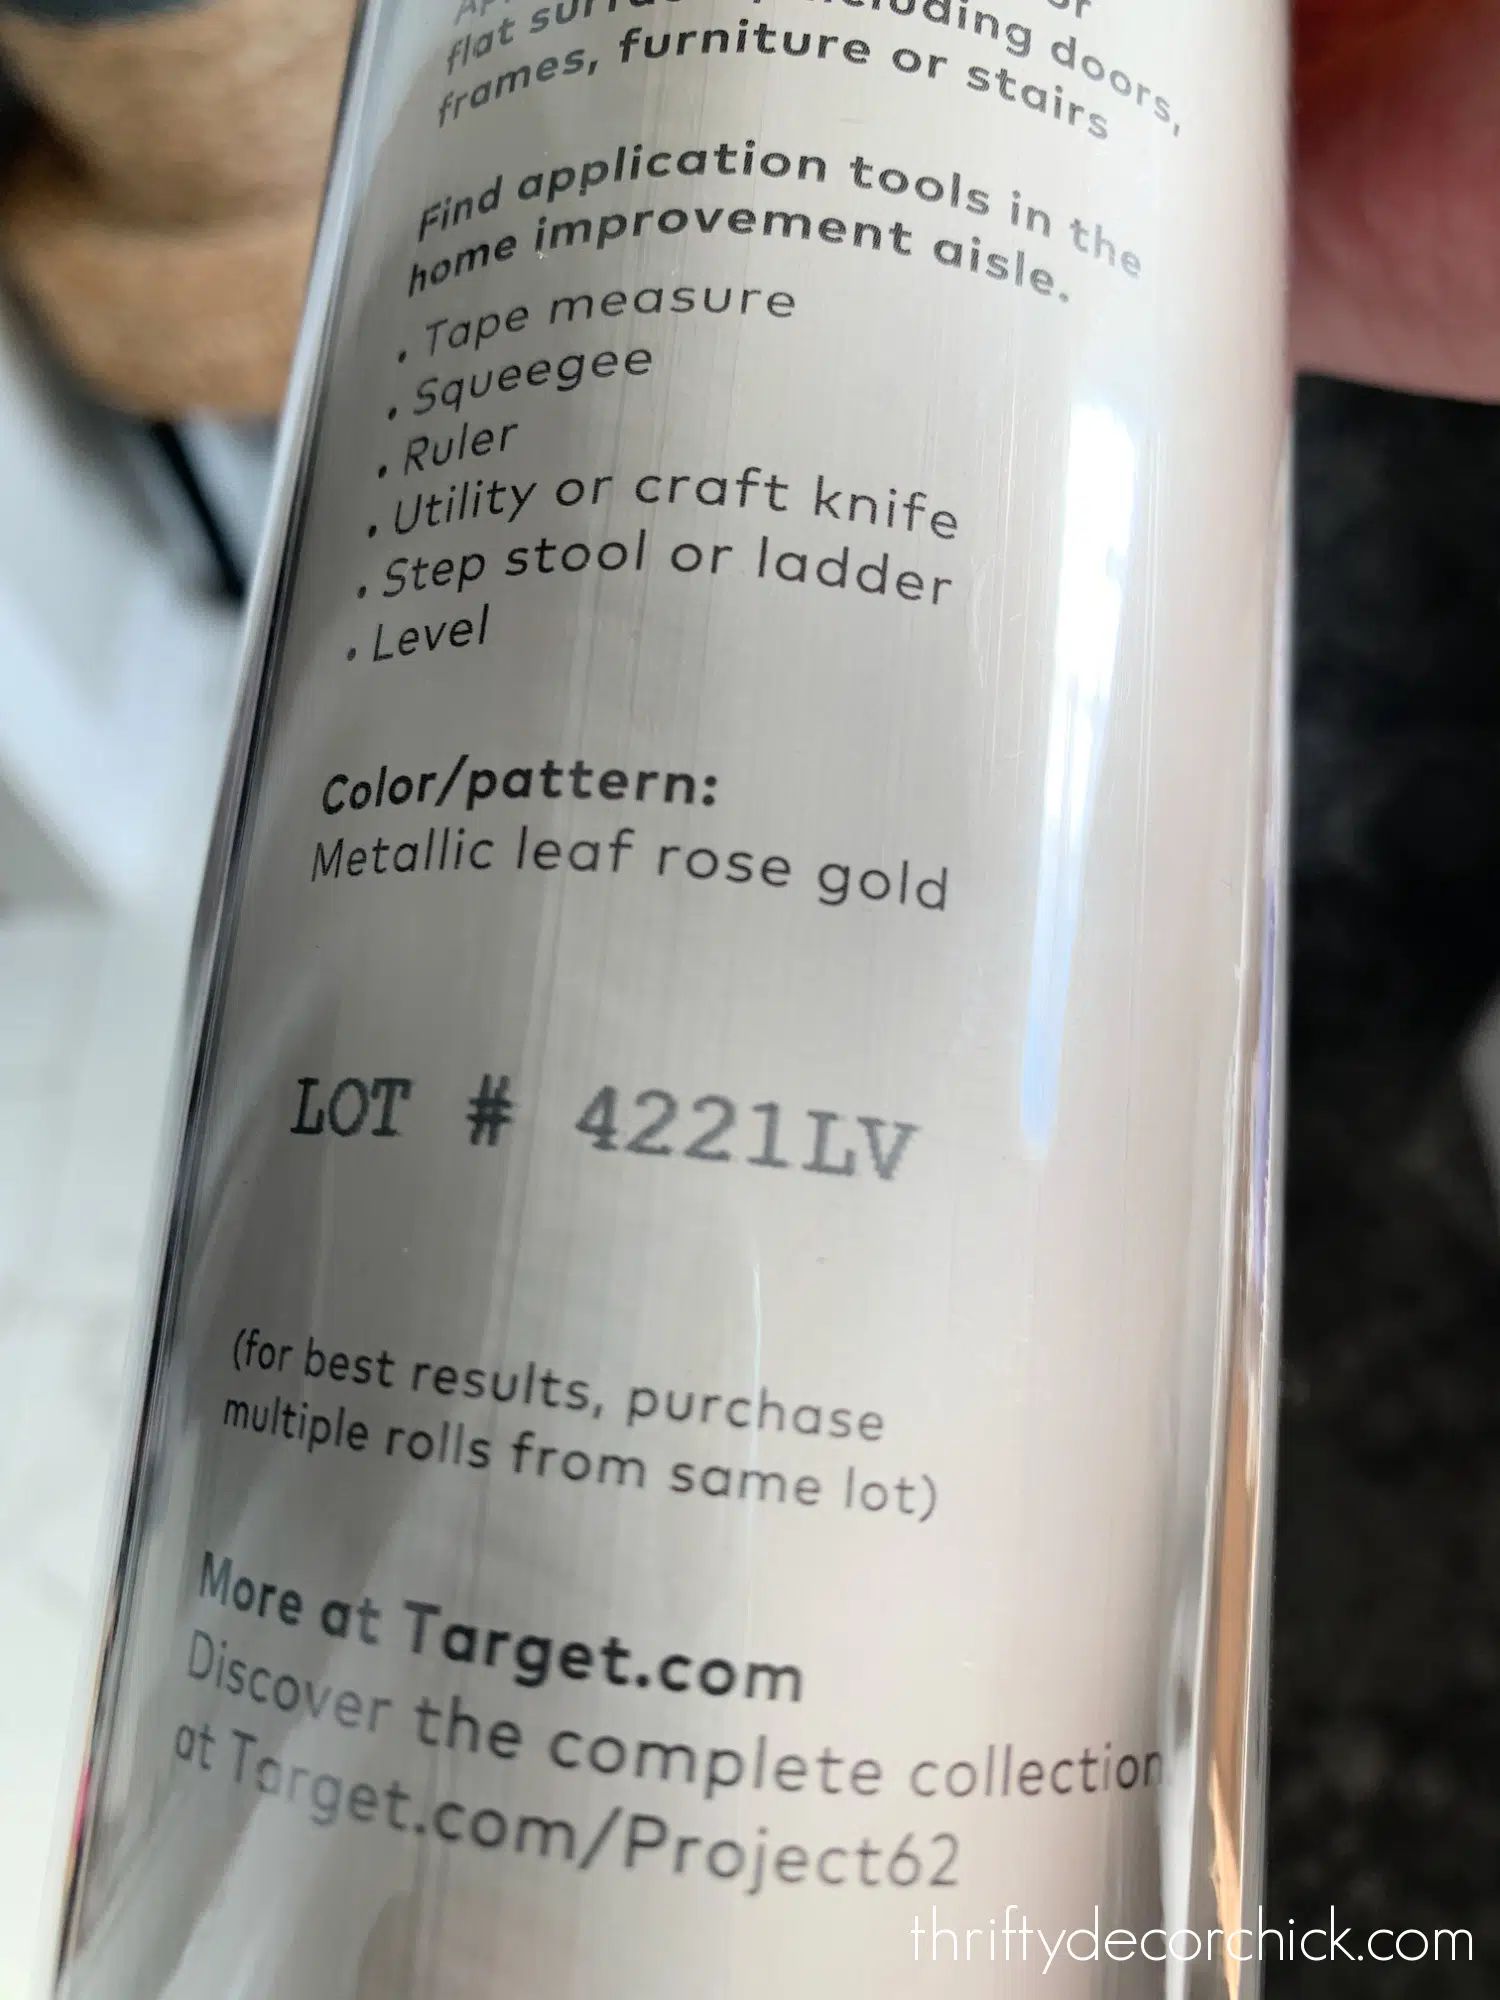 flat surfaces, including doors,
frames, furniture or stairs
Find application tools in the
home improvement aisle.
• Tape measure
• Squeegee
• Ruler
• Utility or craft knife
• Step stool or ladder
• Level
Color/pattern:
Metallic leaf rose gold
LOT # 4221LV
(for best results, purchase
multiple rolls from same lot)
More at Target.com
Discover the complete collection
at Target.com/Project62
thriftydecorchick.com